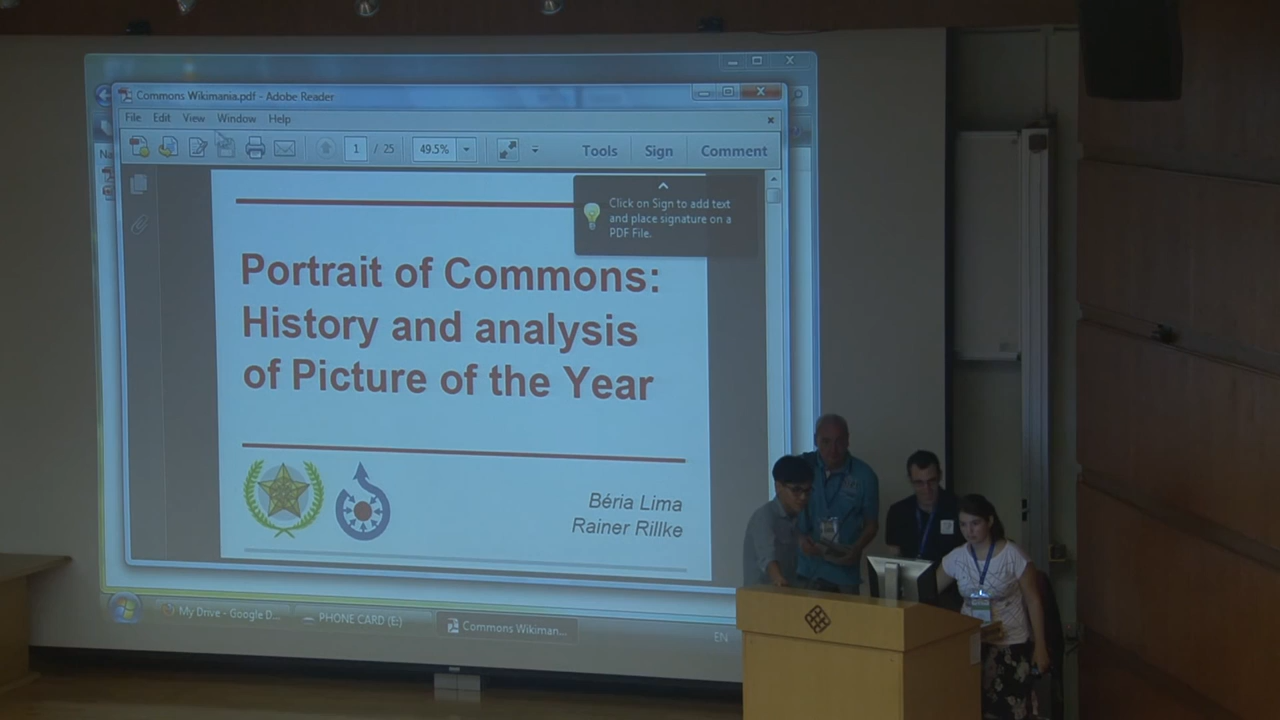 Commons Wikimania.pdf - Adobe Reader
File Edit View Window Help
1 / 25 49.5% Tools Sign Comment
Click on Sign to add text
and place signature on a
PDF File.
Portrait of Commons:
History and analysis
of Picture of the Year
Béria Lima
Rainer Rillke
My Drive - Google D... PHONE CARD (E:) Commons Wikiman... EN